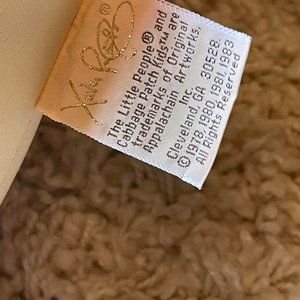 Xavier Roberts®
The Little People® and
Cabbage Patch Kids™ are
trademarks of Original
Appalachian Artworks,
Inc.
Cleveland, GA 30528.
©1978, 1980, 1981, 1983
All Rights Reserved